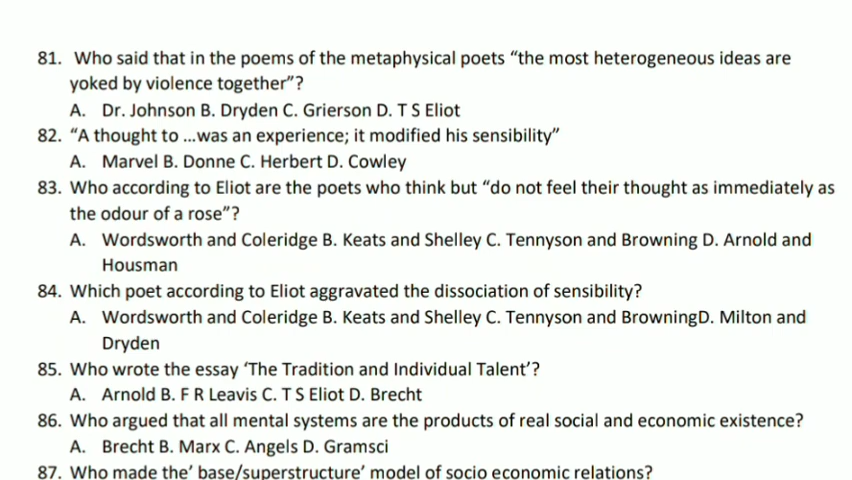 81. Who said that in the poems of the metaphysical poets “the most heterogeneous ideas are
yoked by violence together”?
A. Dr. Johnson B. Dryden C. Grierson D. T S Eliot
82. “A thought to ...was an experience; it modified his sensibility”
A. Marvel B. Donne C. Herbert D. Cowley
83. Who according to Eliot are the poets who think but “do not feel their thought as immediately as
the odour of a rose”?
A. Wordsworth and Coleridge B. Keats and Shelley C. Tennyson and Browning D. Arnold and
Housman
84. Which poet according to Eliot aggravated the dissociation of sensibility?
A. Wordsworth and Coleridge B. Keats and Shelley C. Tennyson and BrowningD. Milton and
Dryden
85. Who wrote the essay ‘The Tradition and Individual Talent’?
A. Arnold B. F R Leavis C. T S Eliot D. Brecht
86. Who argued that all mental systems are the products of real social and economic existence?
A. Brecht B. Marx C. Angels D. Gramsci
87. Who made the’ base/superstructure’ model of socio economic relations?